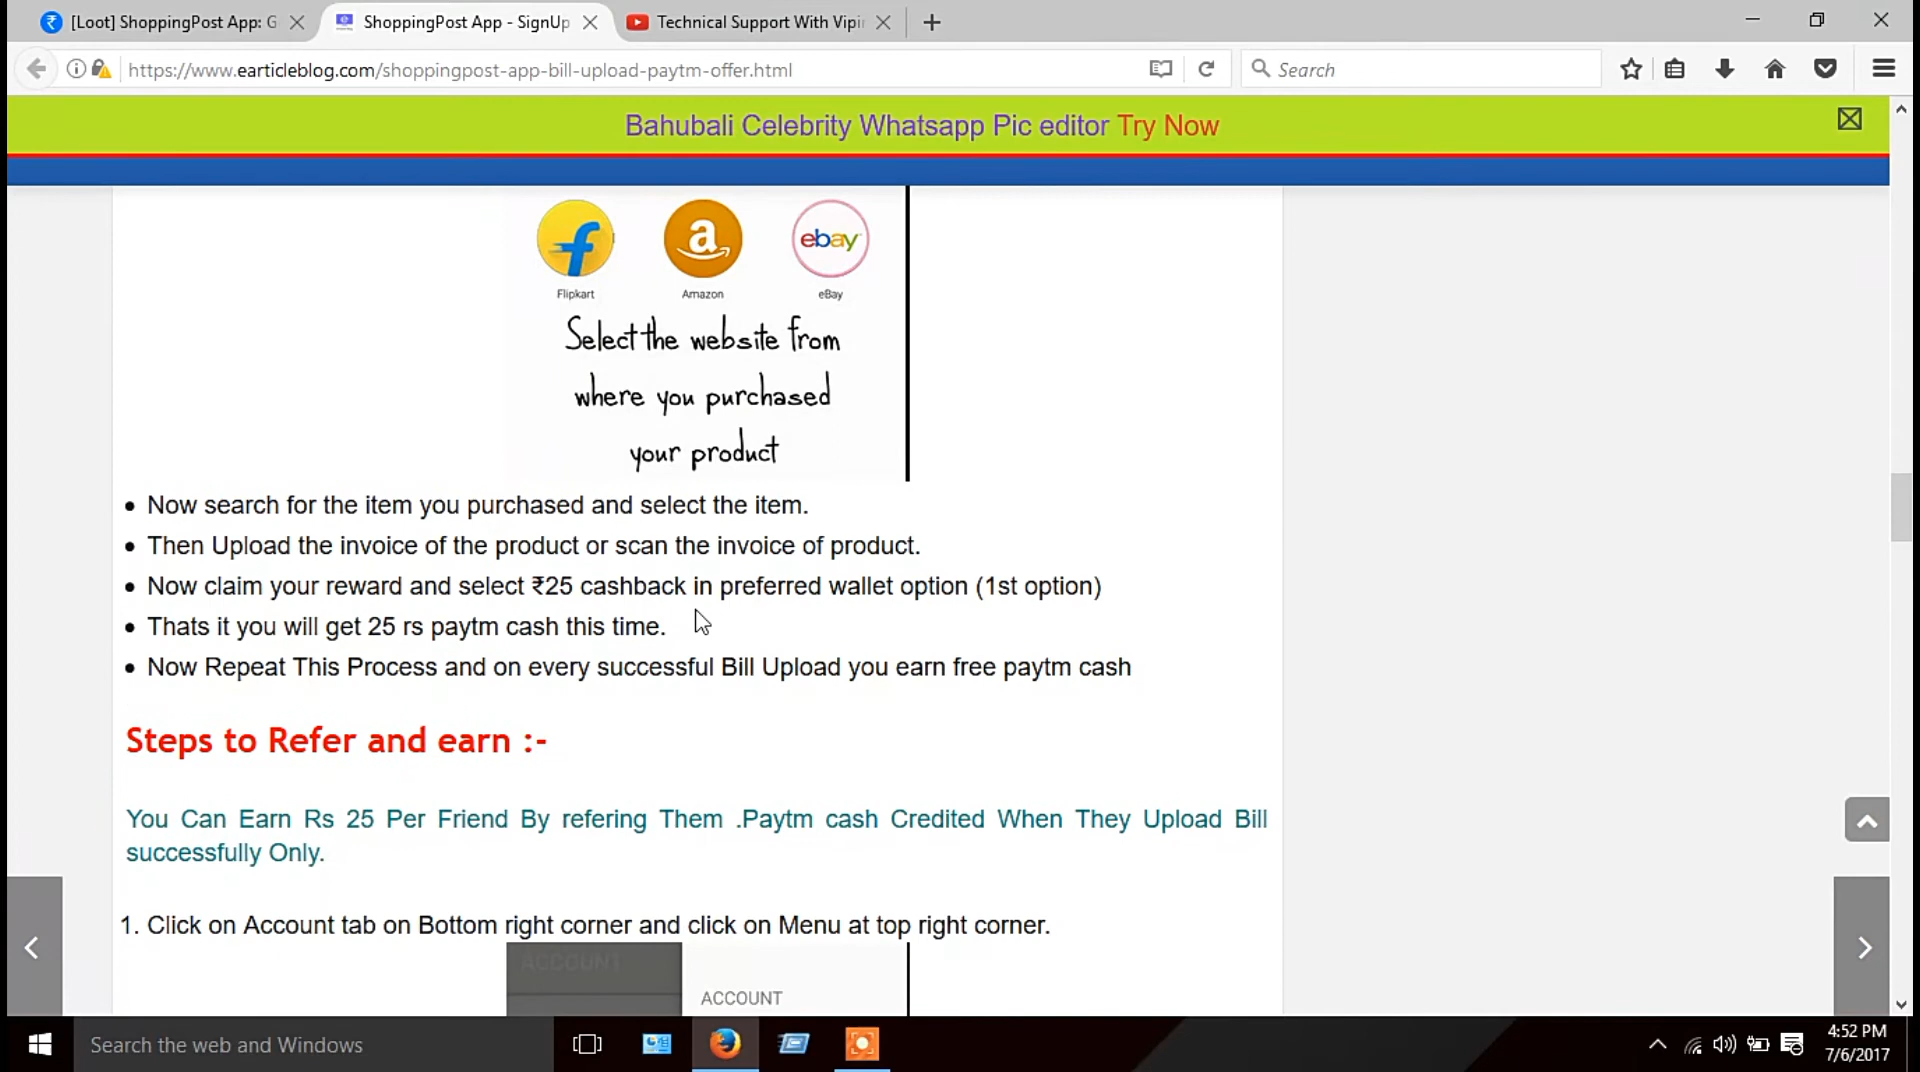 [Loot] ShoppingPost App: G
ShoppingPost App - SignUp
Technical Support With Vipin
https://www.earticleblog.com/shoppingpost-app-bill-upload-paytm-offer.html
Search
Bahubali Celebrity Whatsapp Pic editor Try Now
f a ebay
Flipkart Amazon eBay
Select the website from
where you purchased
your product
• Now search for the item you purchased and select the item.
• Then Upload the invoice of the product or scan the invoice of product.
• Now claim your reward and select ₹25 cashback in preferred wallet option (1st option)
• Thats it you will get 25 rs paytm cash this time.
• Now Repeat This Process and on every successful Bill Upload you earn free paytm cash
Steps to Refer and earn :-
You Can Earn Rs 25 Per Friend By refering Them .Paytm cash Credited When They Upload Bill
successfully Only.
1. Click on Account tab on Bottom right corner and click on Menu at top right corner.
ACCOUNT
ACCOUNT
Search the web and Windows
4:52 PM
7/6/2017